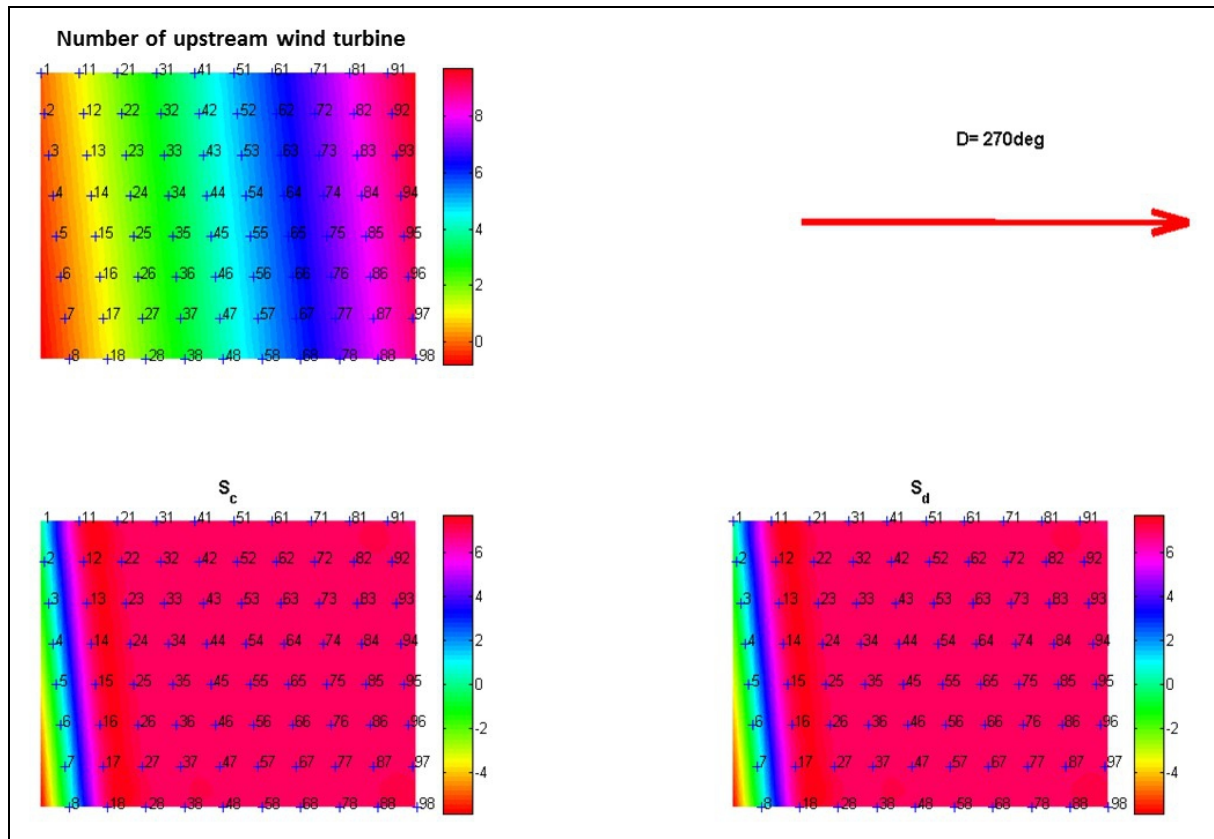 Number of upstream wind turbine
1 11 21 31 41 51 61 71 81 91
2 12 22 32 42 52 62 72 82 92
3 13 23 33 43 53 63 73 83 93
4 14 24 34 44 54 64 74 84 94
5 15 25 35 45 55 65 75 85 95
6 16 26 36 46 56 66 76 86 96
7 17 27 37 47 57 67 77 87 97
8 18 28 38 48 58 68 78 88 98
8
6
4
2
0
D= 270deg
S_c
1 11 21 31 41 51 61 71 81 91
2 12 22 32 42 52 62 72 82 92
3 13 23 33 43 53 63 73 83 93
4 14 24 34 44 54 64 74 84 94
5 15 25 35 45 55 65 75 85 95
6 16 26 36 46 56 66 76 86 96
7 17 27 37 47 57 67 77 87 97
8 18 28 38 48 58 68 78 88 98
6
4
2
0
-2
-4
S_d
1 11 21 31 41 51 61 71 81 91
2 12 22 32 42 52 62 72 82 92
3 13 23 33 43 53 63 73 83 93
4 14 24 34 44 54 64 74 84 94
5 15 25 35 45 55 65 75 85 95
6 16 26 36 46 56 66 76 86 96
7 17 27 37 47 57 67 77 87 97
8 18 28 38 48 58 68 78 88 98
6
4
2
0
-2
-4